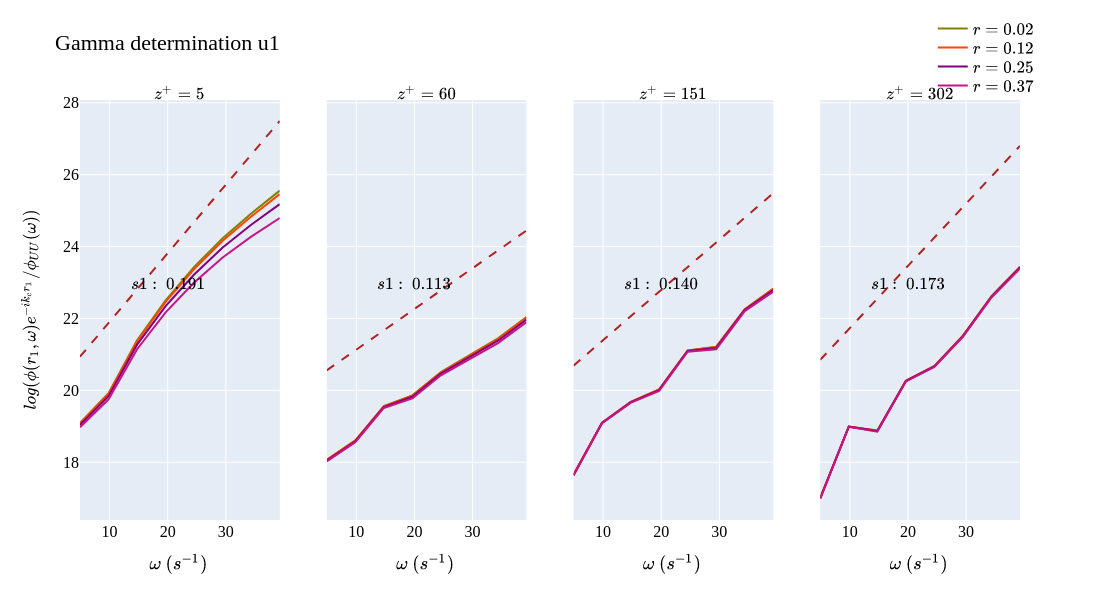 Gamma determination u1
r = 0.02
r = 0.12
r = 0.25
r = 0.37
z⁺ = 5
z⁺ = 60
z⁺ = 151
z⁺ = 302
28
26
24
22
20
18
log(ϕ(r₁, ω)e^{-ik_c r₁}/ϕ_{UU}(ω))
s1 : 0.191
s1 : 0.113
s1 : 0.140
s1 : 0.173
10 20 30
10 20 30
10 20 30
10 20 30
ω (s⁻¹)
ω (s⁻¹)
ω (s⁻¹)
ω (s⁻¹)